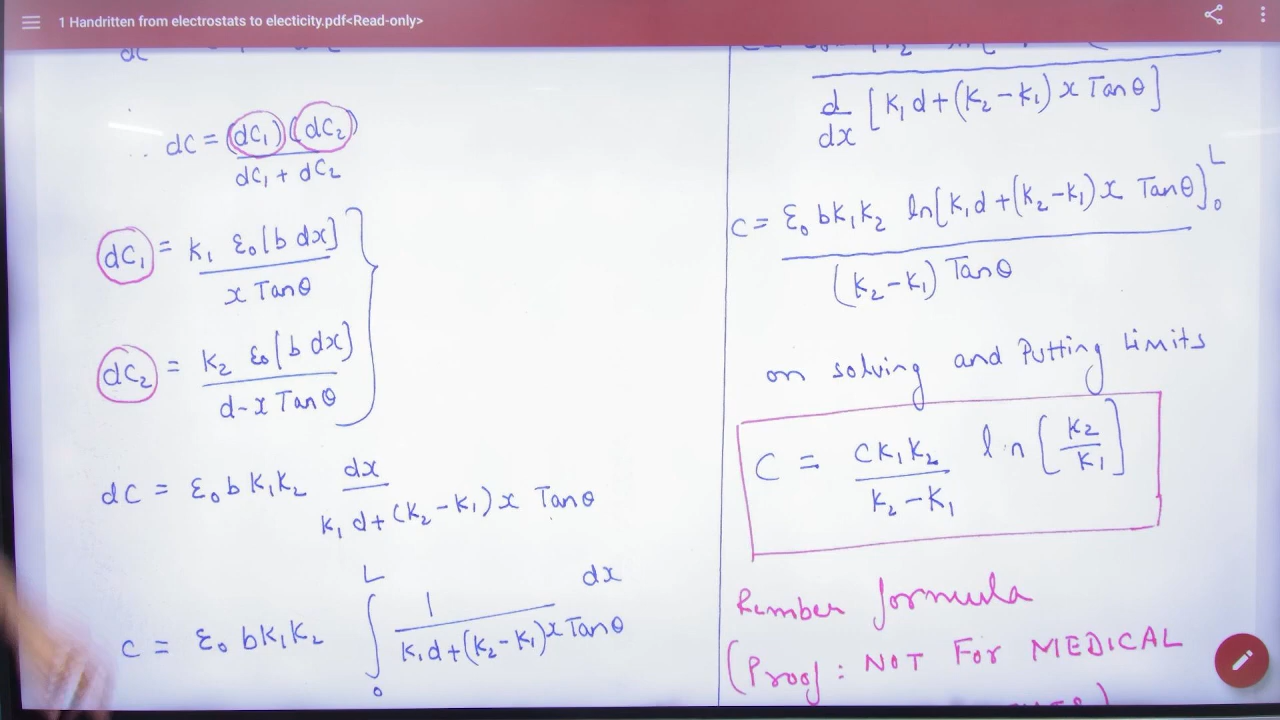 1 Handritten from electrostats to electicity.pdf<Read-only>
dC
dC = (dC₁)(dC₂)
dC₁ + dC₂
dC₁ = K₁ ε₀[b dx]
x Tanθ
dC₂ = K₂ ε₀[b dx]
d-x Tanθ
dC = ε₀ b K₁K₂ dx
K₁ d+(K₂-K₁)x Tanθ
L
C = ε₀ bK₁K₂ ∫ 1 dx
K₁d+(K₂-K₁)x Tanθ
0
d [K₁d+(K₂-K₁)x Tanθ]
dx
C = ε₀ bK₁K₂ ln[K₁d+(K₂-K₁)x Tanθ]₀ᴸ
(K₂-K₁) Tanθ
on solving and Putting Limits
C = CK₁K₂ ln[K₂
K₂-K₁ K₁]
Rember formula
(Proof : NOT FOR MEDICAL